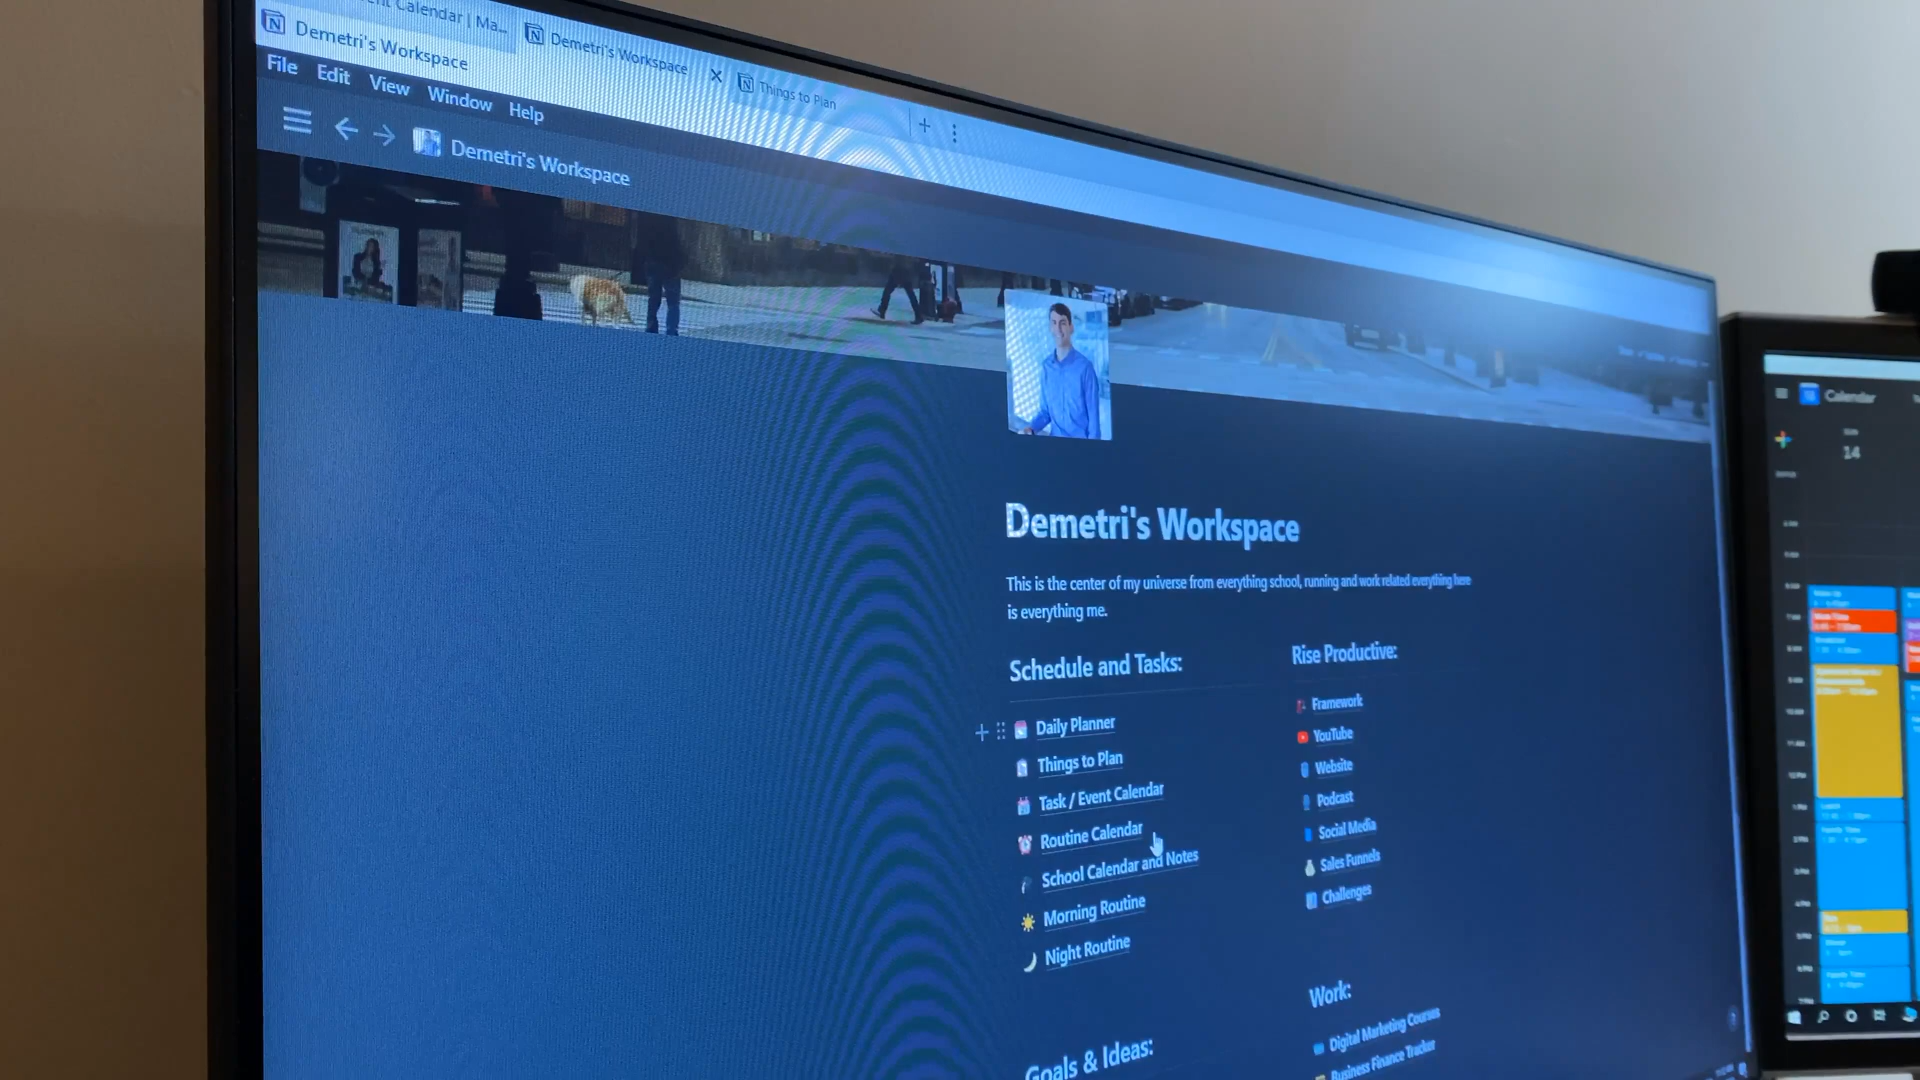 nt Calendar | Ma...
Demetri's Workspace
Things to Plan
Demetri's Workspace
File Edit View Window Help
Demetri's Workspace
Demetri's Workspace
This is the center of my universe from everything school, running and work related everything here
is everything me.
Schedule and Tasks:
Daily Planner
Things to Plan
Task / Event Calendar
Routine Calendar
School Calendar and Notes
Morning Routine
Night Routine
Goals & Ideas:
Rise Productive:
Framework
YouTube
Website
Podcast
Social Media
Sales Funnels
Challenges
Work:
Digital Marketing Courses
Business Finance Tracker
Calendar
14